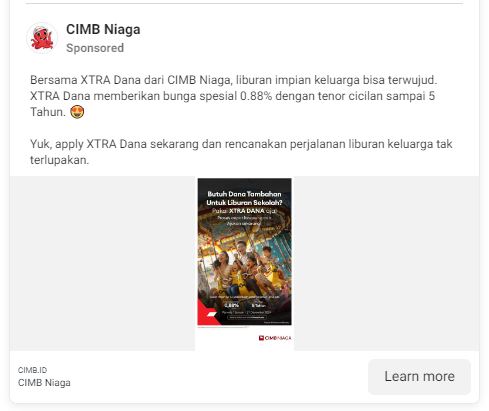 CIMB Niaga
Sponsored
Bersama XTRA Dana dari CIMB Niaga, liburan impian keluarga bisa terwujud.
XTRA Dana memberikan bunga spesial 0.88% dengan tenor cicilan sampai 5
Tahun. 🤩
Yuk, apply XTRA Dana sekarang dan rencanakan perjalanan liburan keluarga tak
terlupakan.
Butuh Dana Tambahan
Untuk Liburan Sekolah?
Pakai XTRA DANA aja!
0,88%
5 Tahun
CIMB NIAGA
CIMB.ID
CIMB Niaga
Learn more